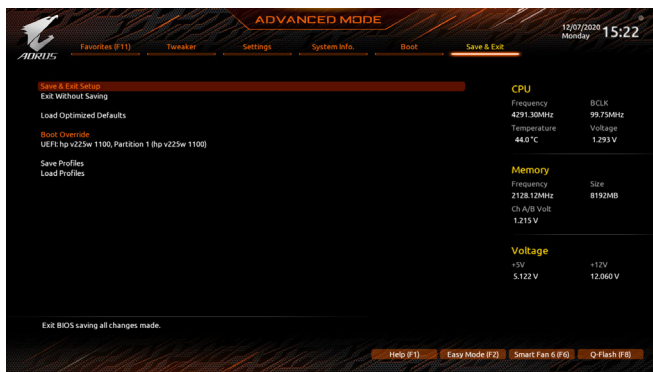 ADVANCED MODE
12/07/2020
Monday
15:22
AORUS
Favorites (F11)
Tweaker
Settings
System Info.
Boot
Save & Exit
Save & Exit Setup
Exit Without Saving
Load Optimized Defaults
Boot Override
UEFI: hp v225w 1100, Partition 1 (hp v225w 1100)
Save Profiles
Load Profiles
CPU
Frequency BCLK
4291.30MHz 99.75MHz
Temperature Voltage
44.0 °C 1.293 V
Memory
Frequency Size
2128.12MHz 8192MB
Ch A/B Volt
1.215 V
Voltage
+5V +12V
5.122 V 12.060 V
Exit BIOS saving all changes made.
Help (F1)
Easy Mode (F2)
Smart Fan 6 (F6)
Q-Flash (F8)